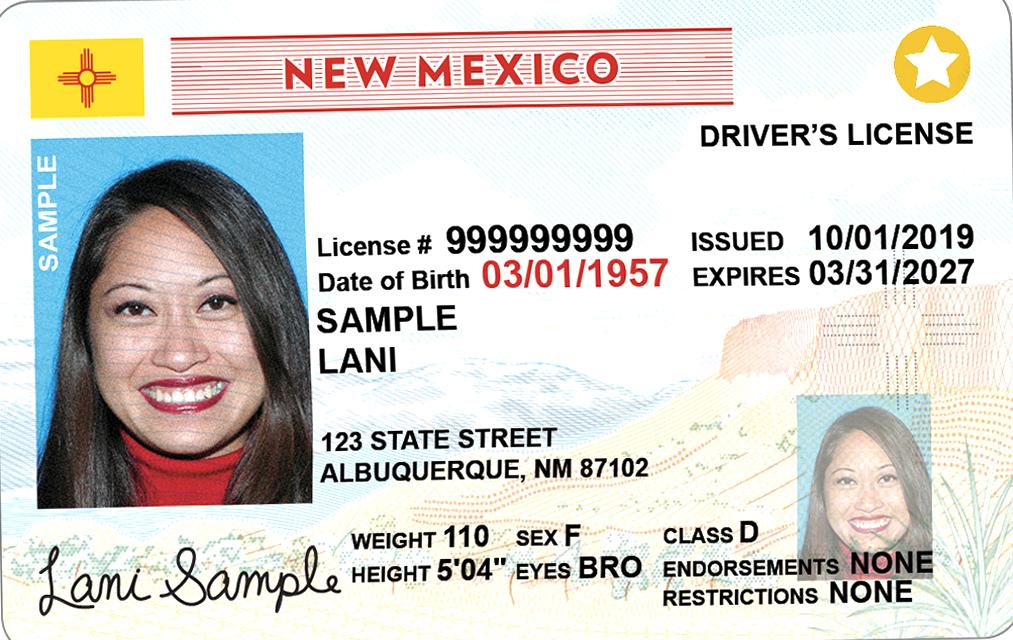 NEW MEXICO
DRIVER'S LICENSE
SAMPLE
License # 999999999
Date of Birth 03/01/1957
ISSUED 10/01/2019
EXPIRES 03/31/2027
SAMPLE
LANI
123 STATE STREET
ALBUQUERQUE, NM 87102
WEIGHT 110 SEX F
HEIGHT 5'04" EYES BRO
CLASS D
ENDORSEMENTS NONE
RESTRICTIONS NONE
Lani Sample